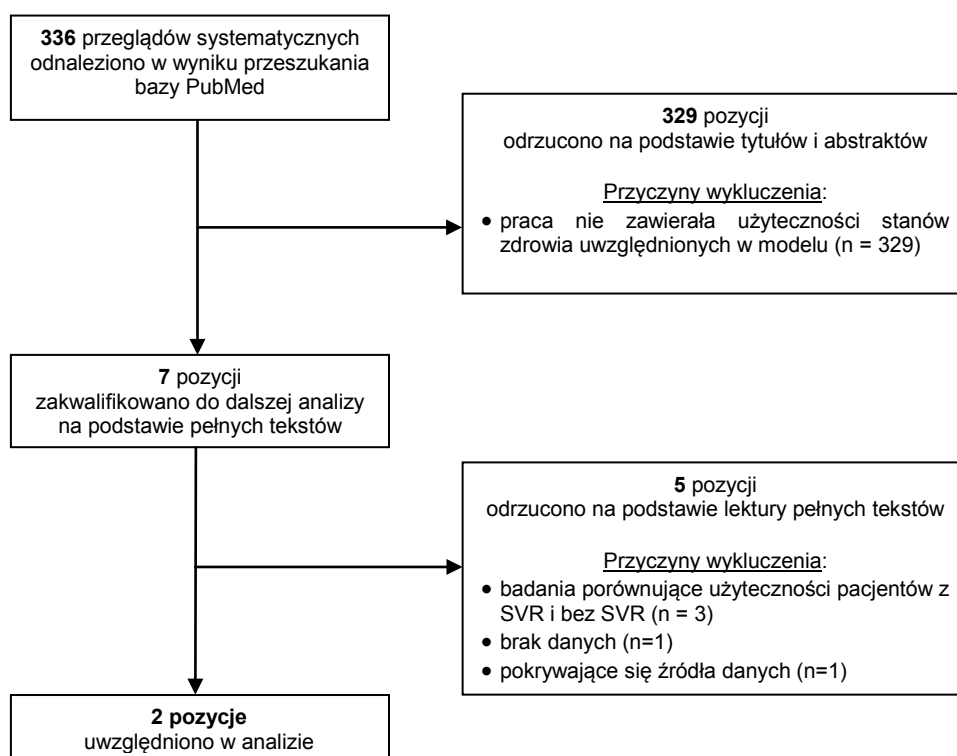 336 przeglądów systematycznych
odnaleziono w wyniku przeszukania
bazy PubMed
329 pozycji
odrzucono na podstawie tytułów i abstraktów
Przyczyny wykluczenia:
• praca nie zawierała użyteczności stanów
zdrowia uwzględnionych w modelu (n = 329)
7 pozycji
zakwalifikowano do dalszej analizy
na podstawie pełnych tekstów
5 pozycji
odrzucono na podstawie lektury pełnych tekstów
Przyczyny wykluczenia:
• badania porównujące użyteczności pacjentów z
SVR i bez SVR (n = 3)
• brak danych (n=1)
• pokrywające się źródła danych (n=1)
2 pozycje
uwzględniono w analizie